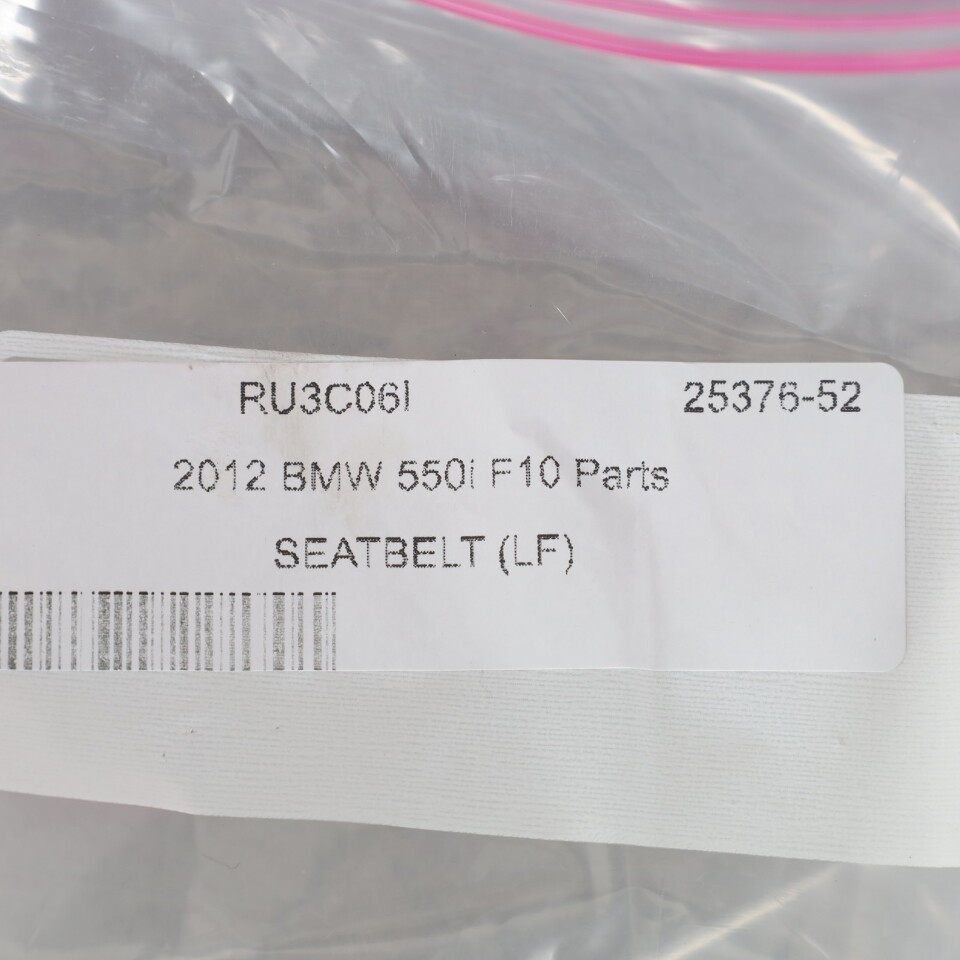 RU3C06I 25376-52
2012 BMW 550i F10 Parts
SEATBELT (LF)